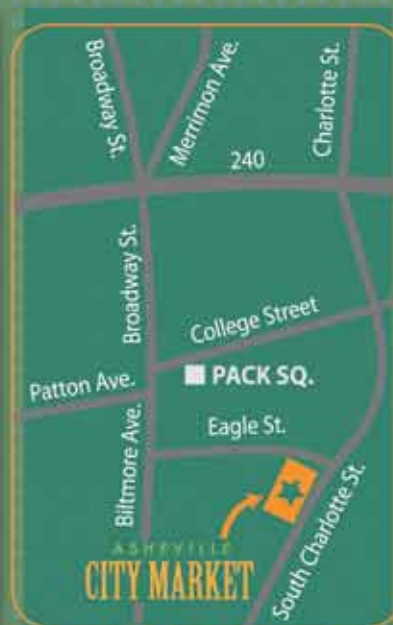 Broadway St.
Merrimon Ave.
Charlotte St.
240
Broadway St.
College Street
PACK SQ.
Patton Ave.
Eagle St.
Biltmore Ave.
South Charlotte St.
ASHEVILLE
CITY MARKET